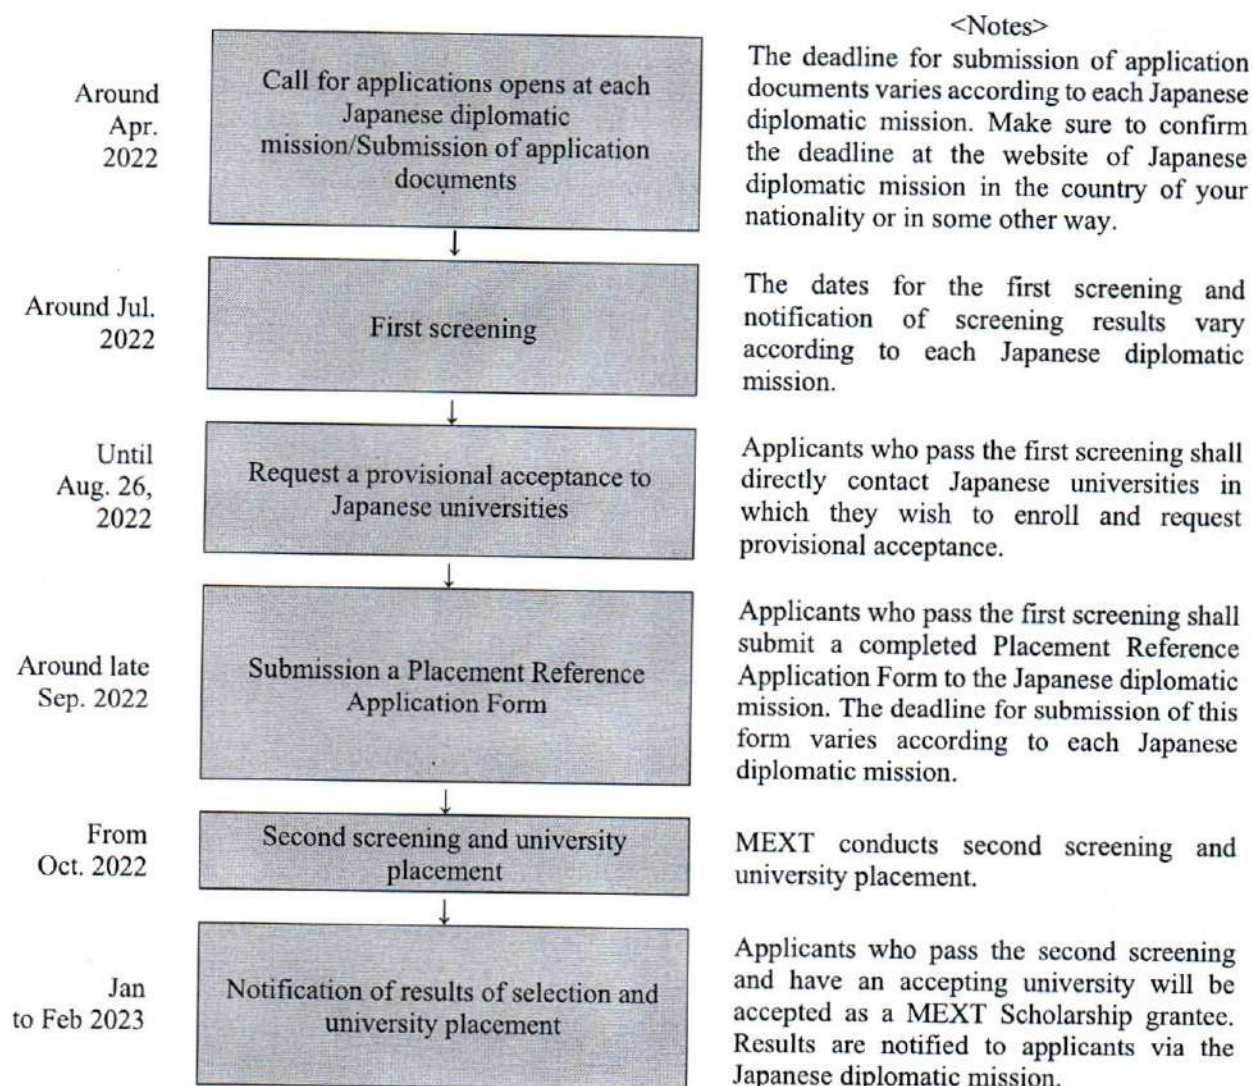 <Notes>
Around
Apr.
2022
Call for applications opens at each
Japanese diplomatic
mission/Submission of application
documents
The deadline for submission of application
documents varies according to each Japanese
diplomatic mission. Make sure to confirm
the deadline at the website of Japanese
diplomatic mission in the country of your
nationality or in some other way.
↓
Around Jul.
2022
First screening
The dates for the first screening and
notification of screening results vary
according to each Japanese diplomatic
mission.
↓
Until
Aug. 26,
2022
Request a provisional acceptance to
Japanese universities
Applicants who pass the first screening shall
directly contact Japanese universities in
which they wish to enroll and request
provisional acceptance.
↓
Around late
Sep. 2022
Submission a Placement Reference
Application Form
Applicants who pass the first screening shall
submit a completed Placement Reference
Application Form to the Japanese diplomatic
mission. The deadline for submission of this
form varies according to each Japanese
diplomatic mission.
↓
From
Oct. 2022
Second screening and university
placement
MEXT conducts second screening and
university placement.
↓
Jan
to Feb 2023
Notification of results of selection and
university placement
Applicants who pass the second screening
and have an accepting university will be
accepted as a MEXT Scholarship grantee.
Results are notified to applicants via the
Japanese diplomatic mission.